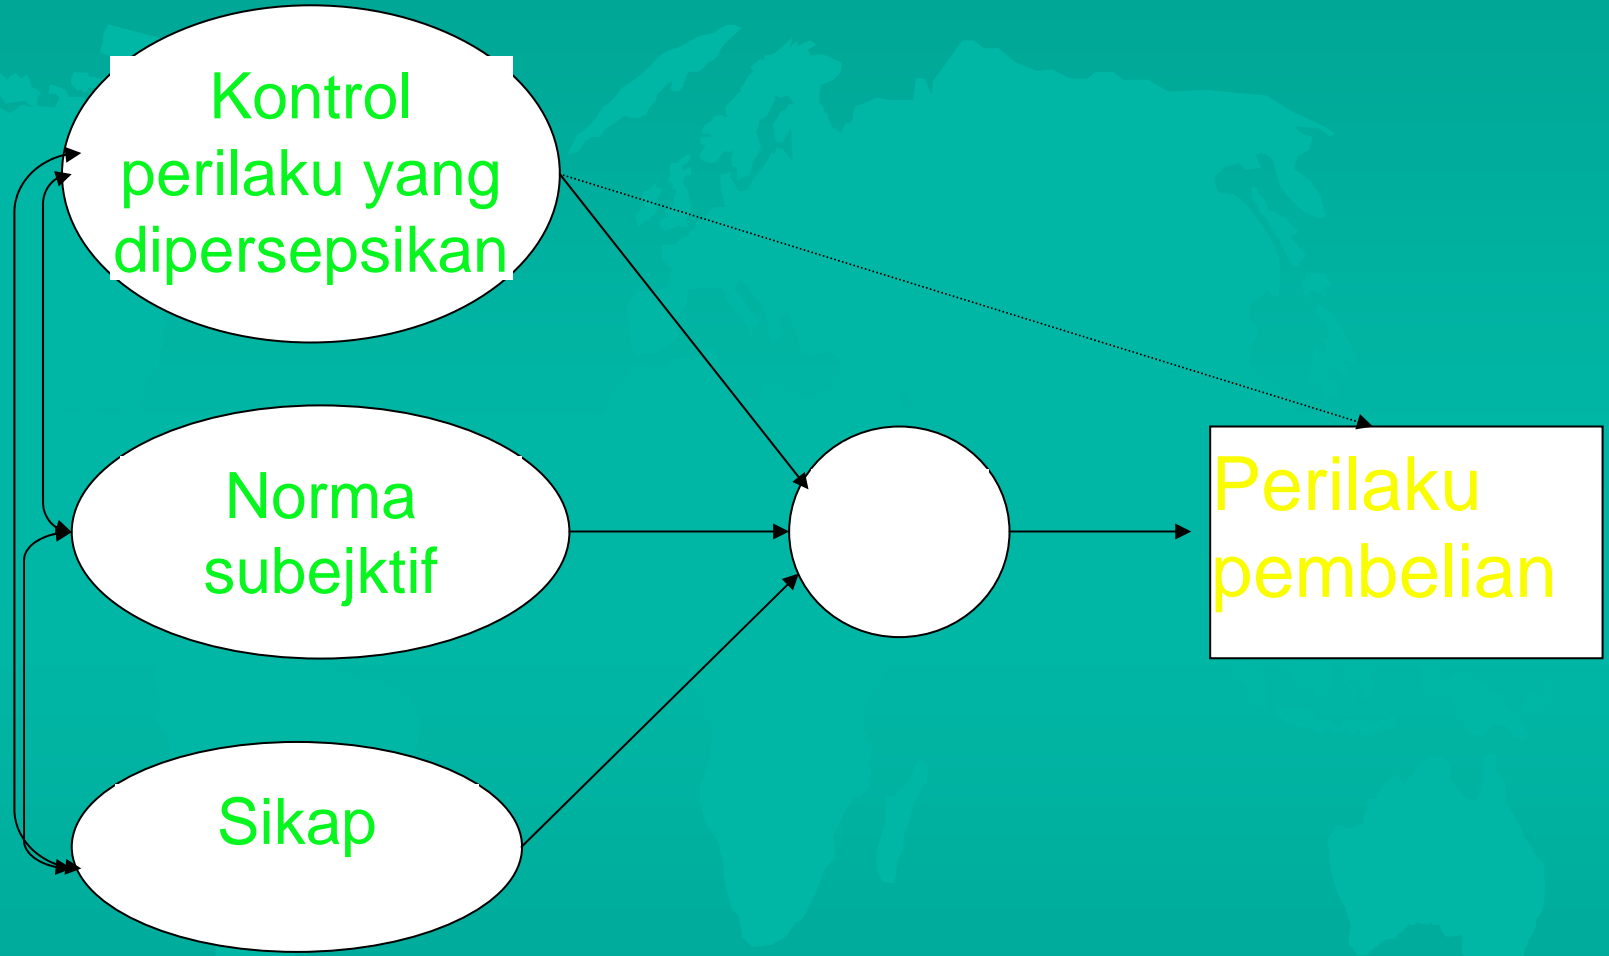 Kontrol
perilaku yang
dipersepsikan
Norma
subejktif
Sikap
Perilaku
pembelian